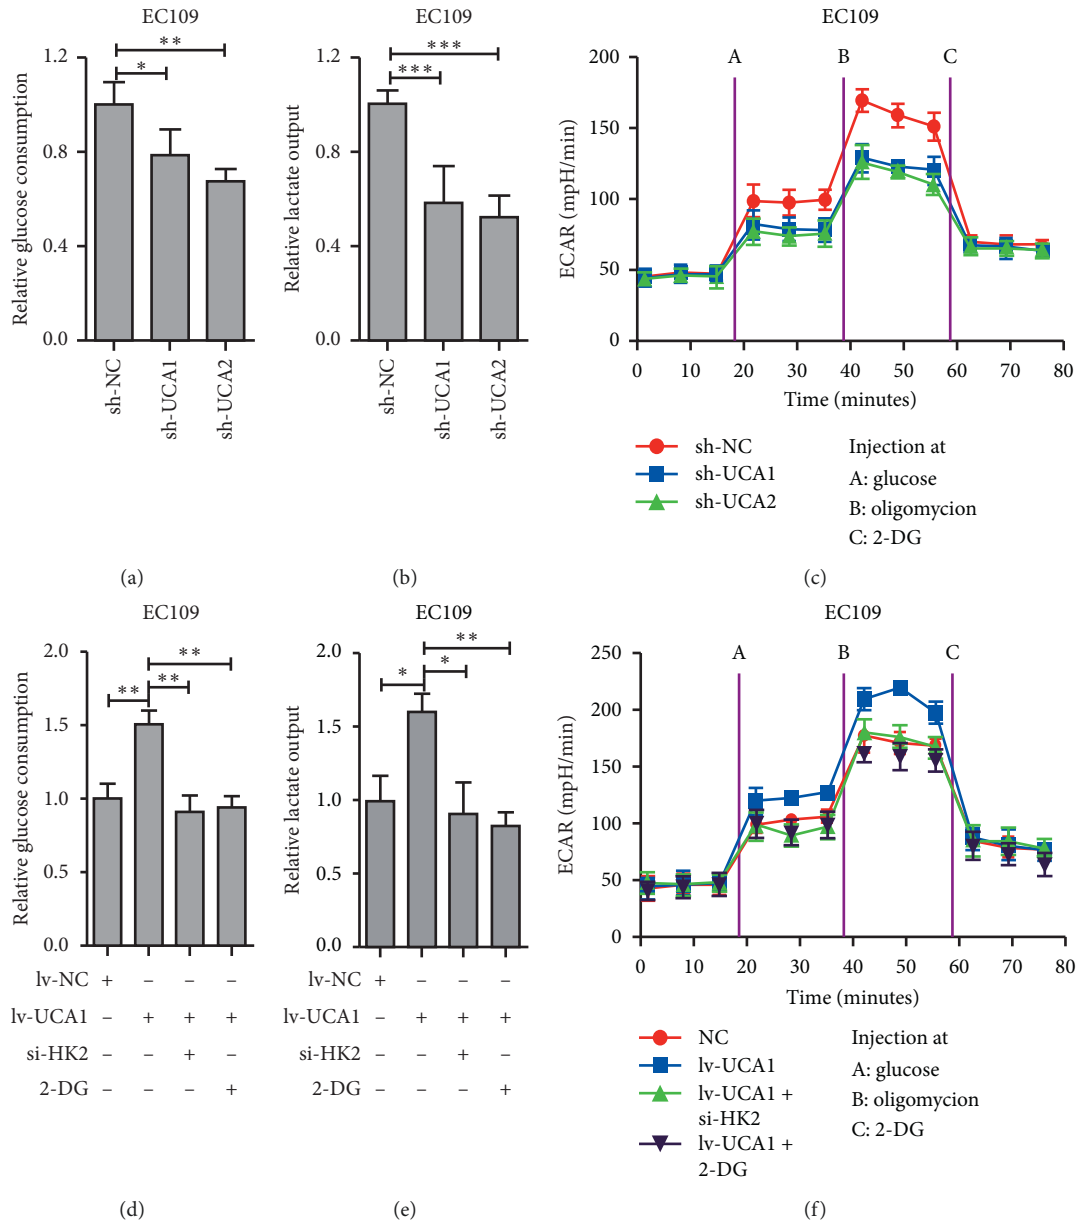 EC109
Relative glucose consumption
1.2
0.8
0.4
0.0
*
**
sh-NC
sh-UCA1
sh-UCA2
(a)
EC109
Relative lactate output
1.2
0.8
0.4
0.0
***
***
sh-NC
sh-UCA1
sh-UCA2
(b)
EC109
ECAR (mpH/min)
200
150
100
50
0
A
B
C
0 10 20 30 40 50 60 70 80
Time (minutes)
sh-NC
sh-UCA1
sh-UCA2
Injection at
A: glucose
B: oligomycion
C: 2-DG
(c)
EC109
Relative glucose consumption
2.0
1.5
1.0
0.5
0.0
**
**
**
lv-NC + – – –
lv-UCA1 – + + +
si-HK2 – – + –
2-DG – – – +
(d)
EC109
Relative lactate output
2.0
1.5
1.0
0.5
0.0
*
*
**
lv-NC + – – –
lv-UCA1 – + + +
si-HK2 – – + –
2-DG – – – +
(e)
EC109
ECAR (mpH/min)
250
200
150
100
50
0
A
B
C
0 10 20 30 40 50 60 70 80
Time (minutes)
NC
lv-UCA1
lv-UCA1 +
si-HK2
lv-UCA1 +
2-DG
Injection at
A: glucose
B: oligomycion
C: 2-DG
(f)